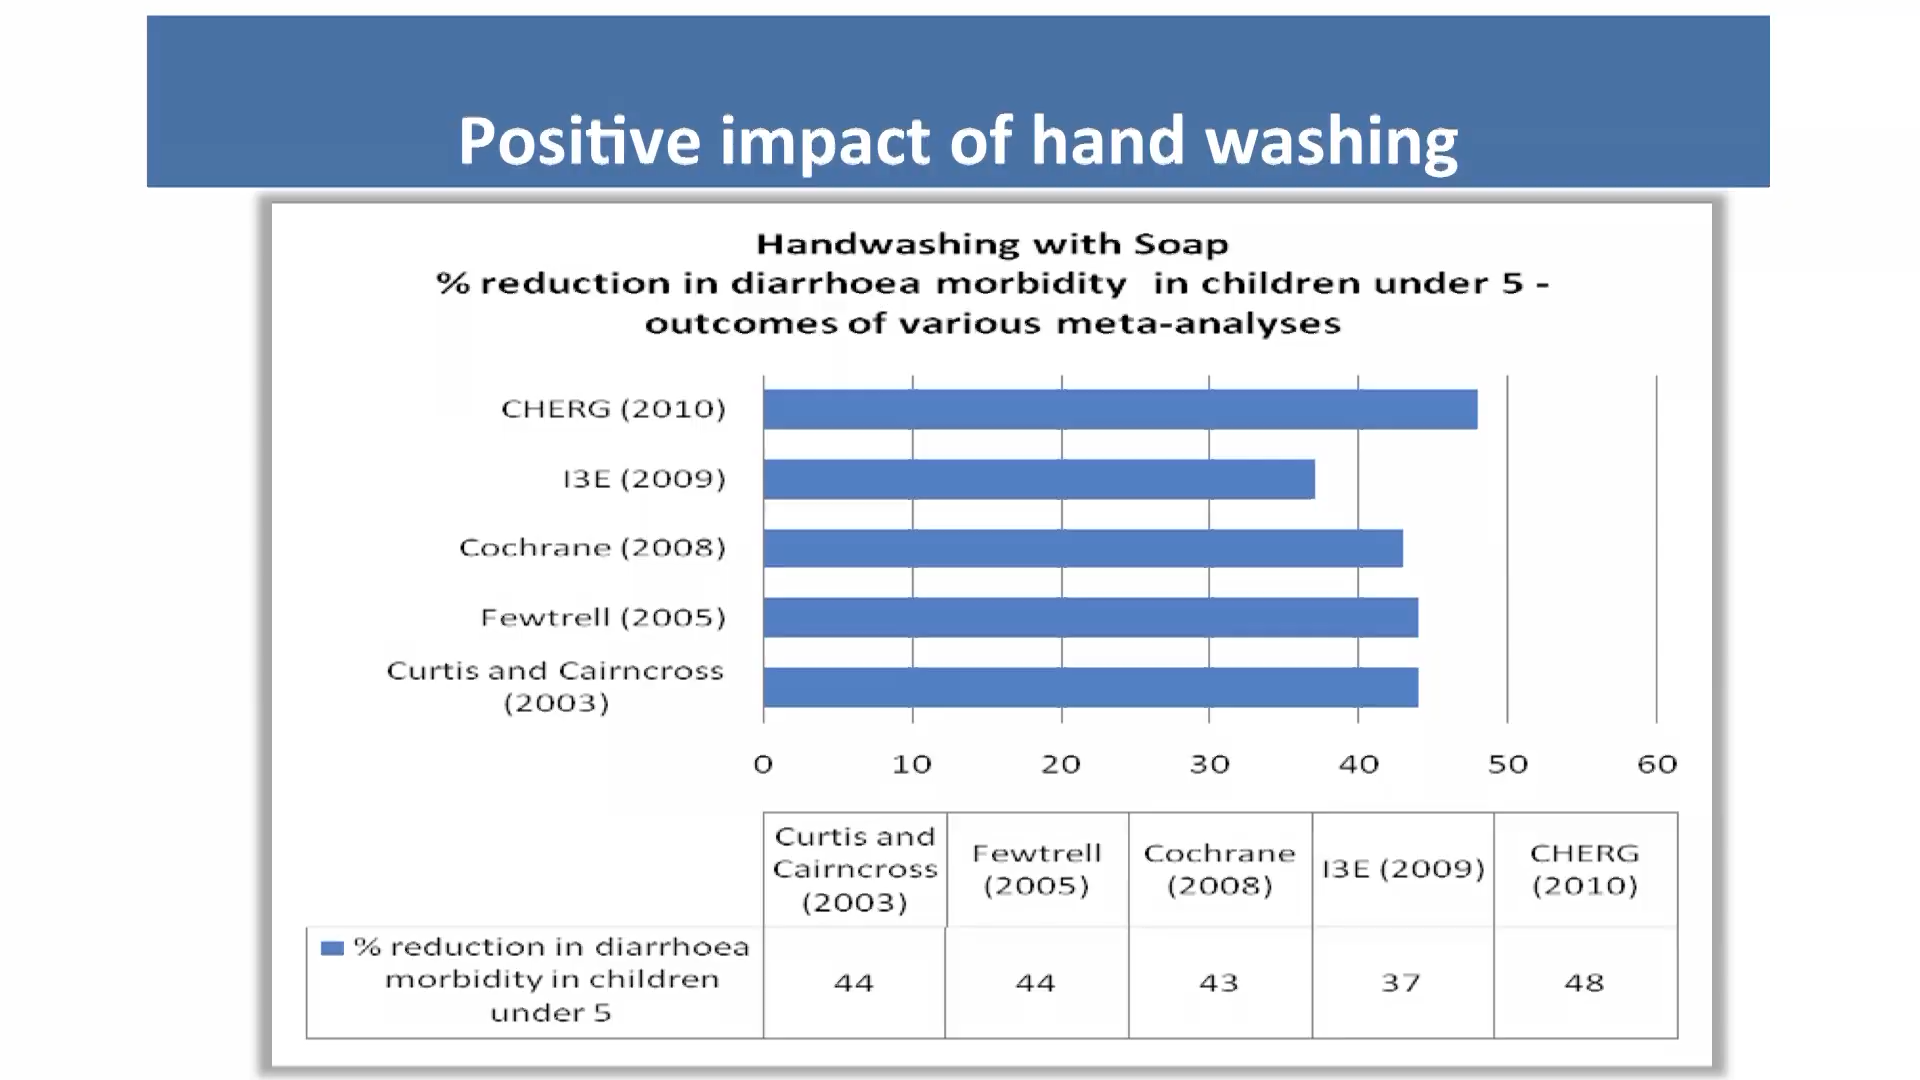 Positive impact of hand washing
Handwashing with Soap
% reduction in diarrhoea morbidity in children under 5 -
outcomes of various meta-analyses
CHERG (2010)
I3E (2009)
Cochrane (2008)
Fewtrell (2005)
Curtis and Cairncross
(2003)
0 10 20 30 40 50 60
Curtis and
Cairncross
(2003)
Fewtrell
(2005)
Cochrane
(2008)
I3E (2009)
CHERG
(2010)
% reduction in diarrhoea
morbidity in children
under 5
44 44 43 37 48